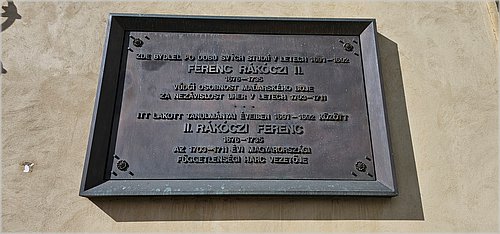 ZDE BYDLEL PO DOBU SVÝCH STUDIÍ V LETECH 1691–1692
FERENC RÁKÓCZI II.
1676–1735
VŮDČÍ OSOBNOST MAĎARSKÉHO BOJE
ZA NEZÁVISLOST UHER V LETECH 1703–1711
* * *
ITT LAKOTT TANULMÁNYAI ÉVEIBEN 1691–1692 KÖZÖTT
II. RÁKÓCZI FERENC
1676–1735
AZ 1703–1711 ÉVI MAGYARORSZÁGI
FÜGGETLENSÉGI HARC VEZETŐJE